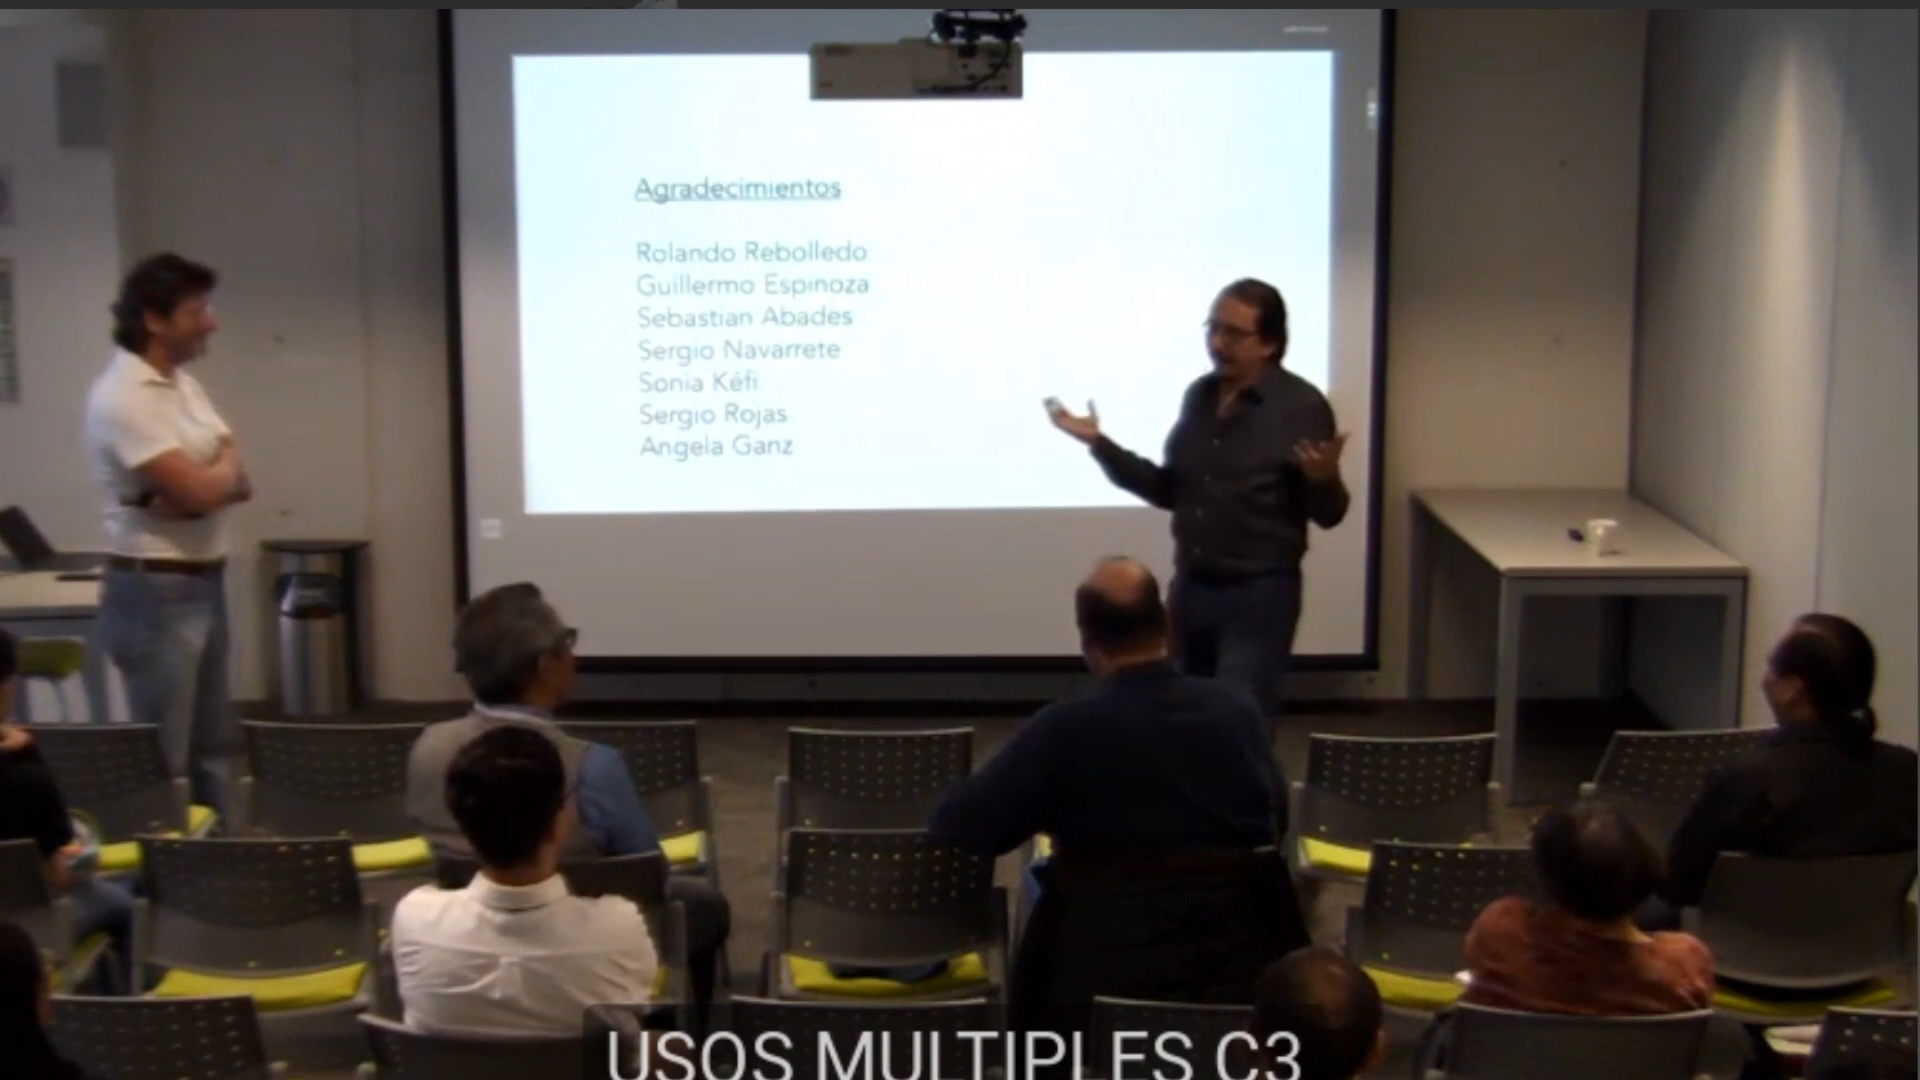 Agradecimientos
Rolando Rebolledo
Guillermo Espinoza
Sebastian Abades
Sergio Navarrete
Sonia Kéfi
Sergio Rojas
Angela Ganz
USOS MULTIPLES C3